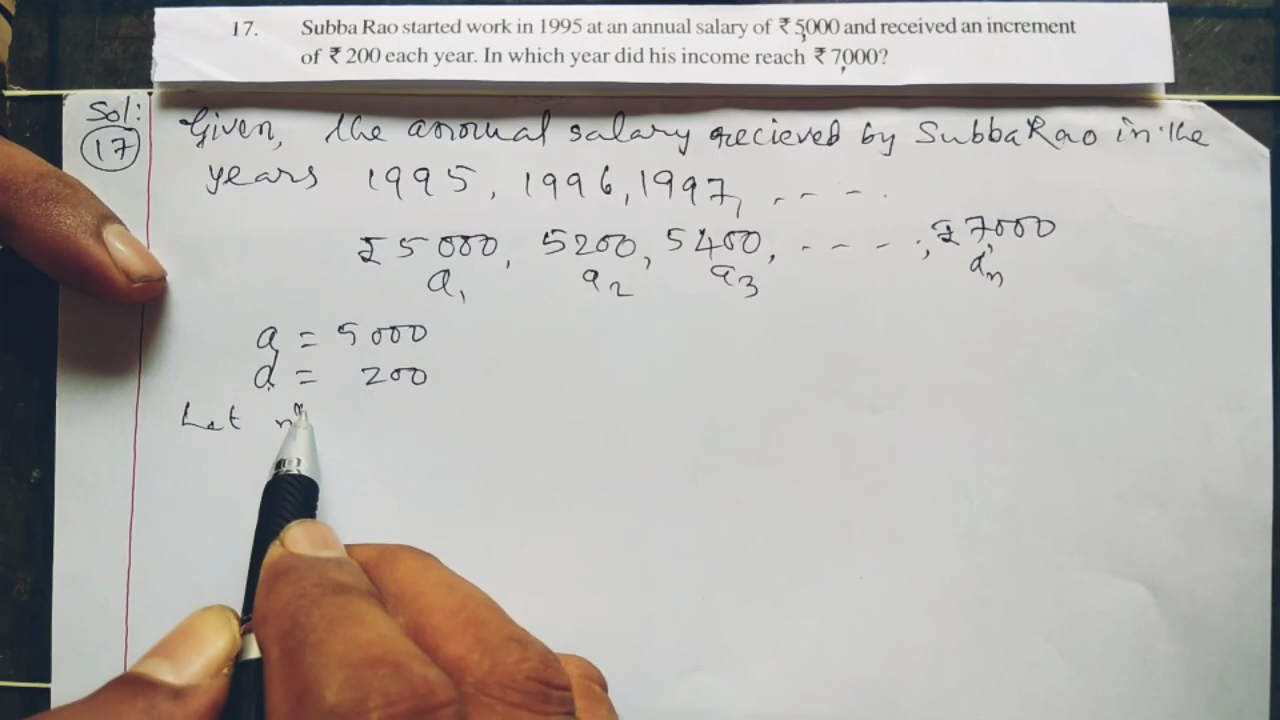 17. Subba Rao started work in 1995 at an annual salary of ₹ 5000 and received an increment
of ₹ 200 each year. In which year did his income reach ₹ 7000?
Sol: Given, the annual salary recieved by Subba Rao in the
17 years 1995, 1996, 1997, - - - .
₹ 5000, 5200, 5400, - - - -, ₹ 7000
a₁ a₂ a₃ aₙ
a = 5000
d = 200
Let n